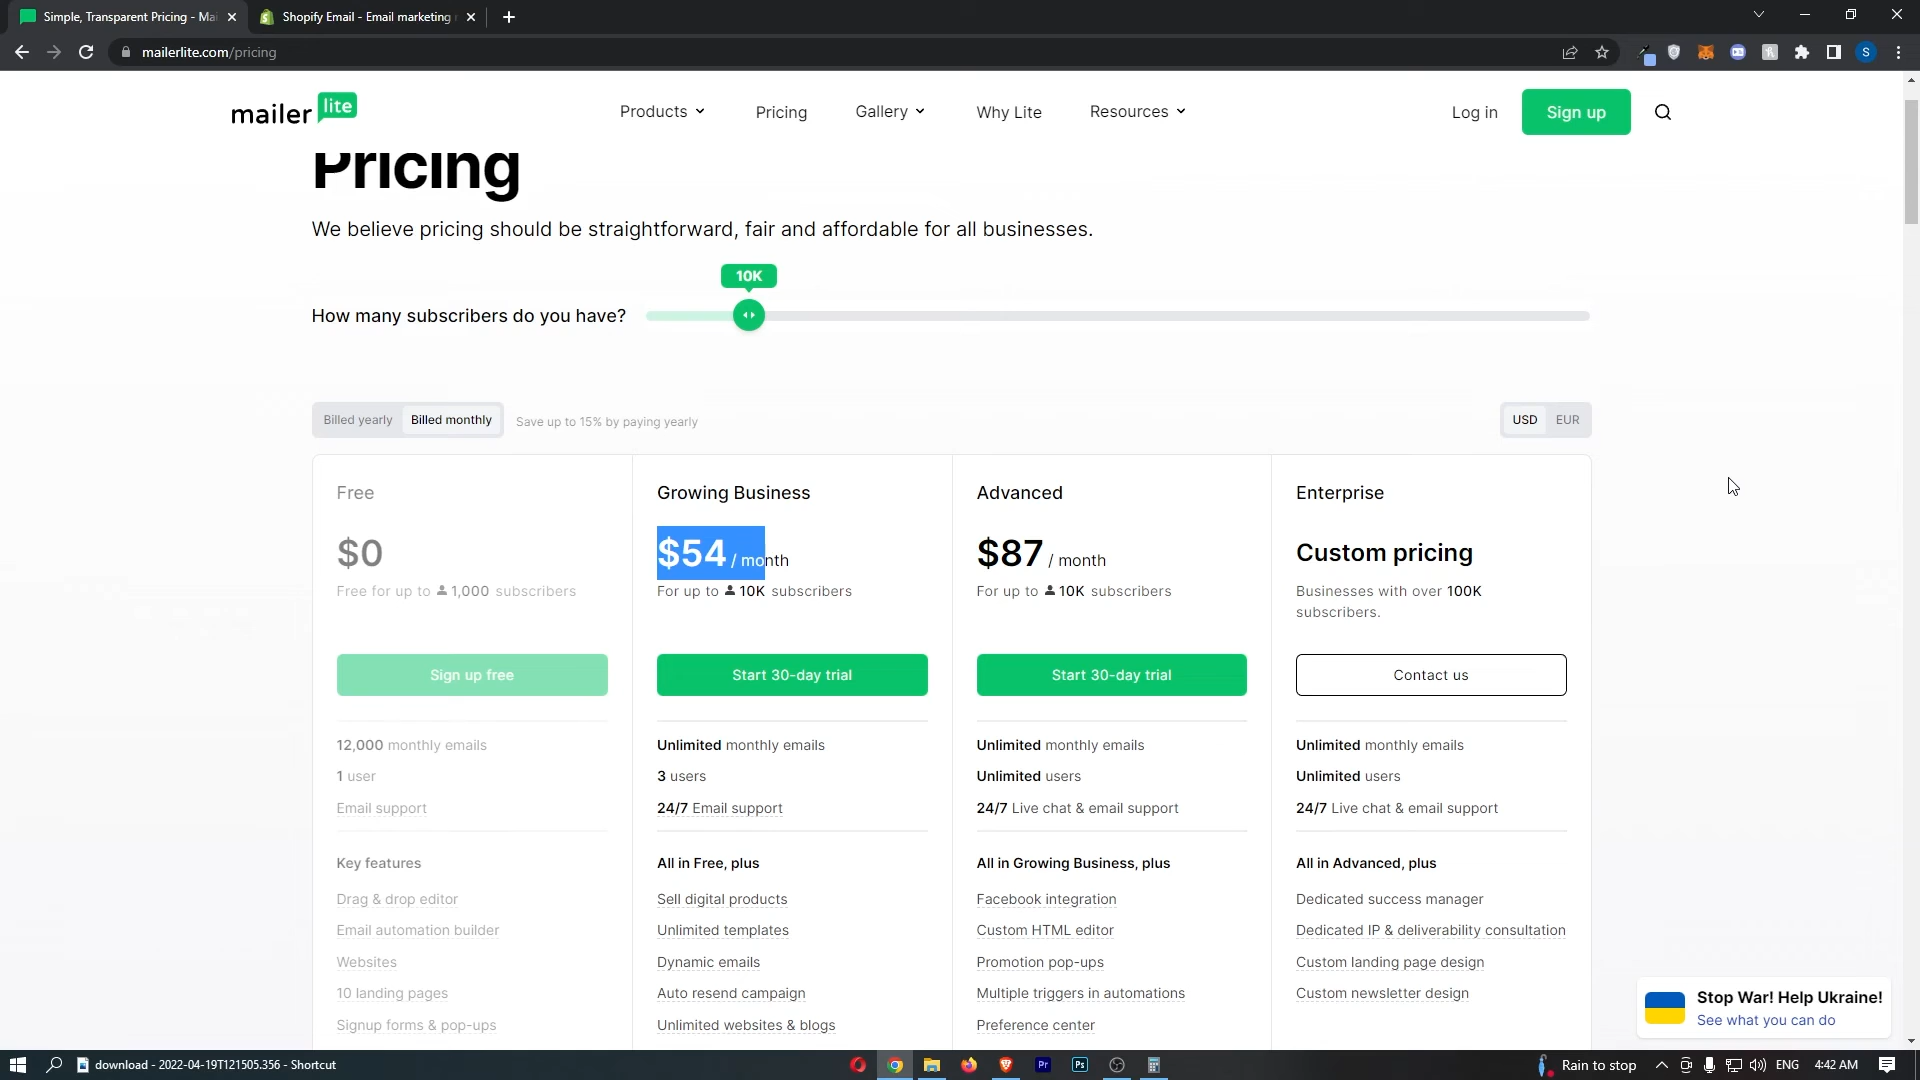 Simple, Transparent Pricing - Mai
Shopify Email - Email marketing
mailerlite.com/pricing
S
mailer lite
Products
Pricing
Gallery
Why Lite
Resources
Log in
Sign up
Pricing
We believe pricing should be straightforward, fair and affordable for all businesses.
10K
How many subscribers do you have?
Billed yearly
Billed monthly
Save up to 15% by paying yearly
USD
EUR
Free
$0
Free for up to 1,000 subscribers
Sign up free
12,000 monthly emails
1 user
Email support
Key features
Drag & drop editor
Email automation builder
Websites
10 landing pages
Signup forms & pop-ups
Growing Business
$54 / month
For up to 10K subscribers
Start 30-day trial
Unlimited monthly emails
3 users
24/7 Email support
All in Free, plus
Sell digital products
Unlimited templates
Dynamic emails
Auto resend campaign
Unlimited websites & blogs
Advanced
$87 / month
For up to 10K subscribers
Start 30-day trial
Unlimited monthly emails
Unlimited users
24/7 Live chat & email support
All in Growing Business, plus
Facebook integration
Custom HTML editor
Promotion pop-ups
Multiple triggers in automations
Preference center
Enterprise
Custom pricing
Businesses with over 100K
subscribers.
Contact us
Unlimited monthly emails
Unlimited users
24/7 Live chat & email support
All in Advanced, plus
Dedicated success manager
Dedicated IP & deliverability consultation
Custom landing page design
Custom newsletter design
Stop War! Help Ukraine!
See what you can do
download - 2022-04-19T121505.356 - Shortcut
Pr
Ps
Rain to stop
ENG
4:42 AM